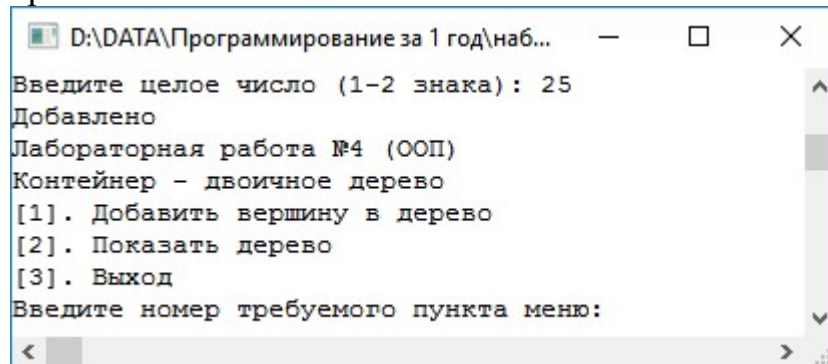 D:\DATA\Программирование за 1 год\наб...
Введите целое число (1-2 знака): 25
Добавлено
Лабораторная работа №4 (ООП)
Контейнер - двоичное дерево
[1]. Добавить вершину в дерево
[2]. Показать дерево
[3]. Выход
Введите номер требуемого пункта меню: